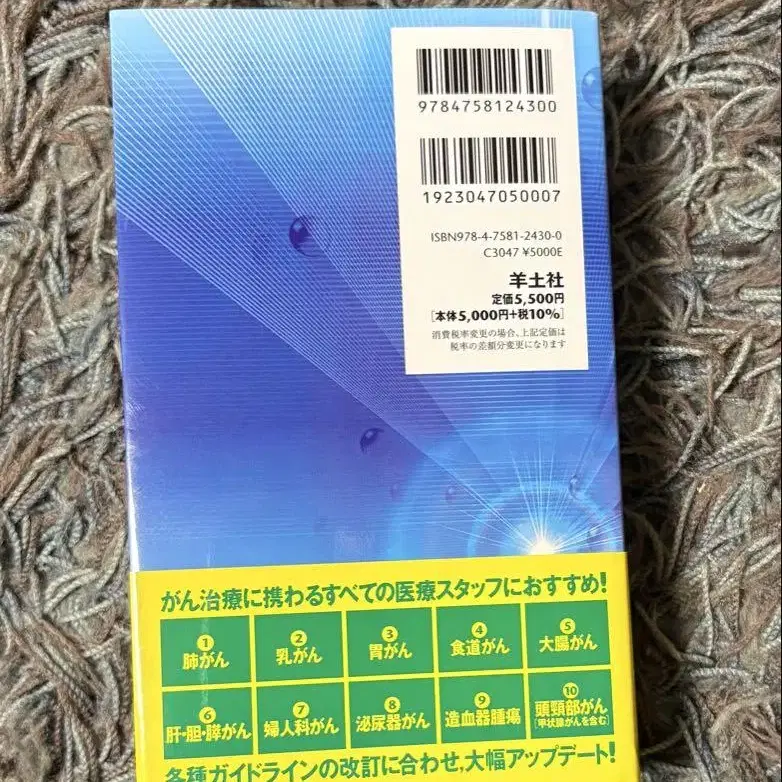 9784758124300
1923047050007
ISBN978-4-7581-2430-0
C3047 ¥5000E
羊土社
定価5,500円
[本体5,000円+税10%]
消費税率変更の場合、上記定価は
税率の差額分変更になります
がん治療に携わるすべての医療スタッフにおすすめ!
1 肺がん
2 乳がん
3 胃がん
4 食道がん
5 大腸がん
6 肝・胆・膵がん
7 婦人科がん
8 泌尿器がん
9 造血器腫瘍
10 頭頸部がん
[甲状腺がんを含む]
各種ガイドラインの改訂に合わせ,大幅アップデート!